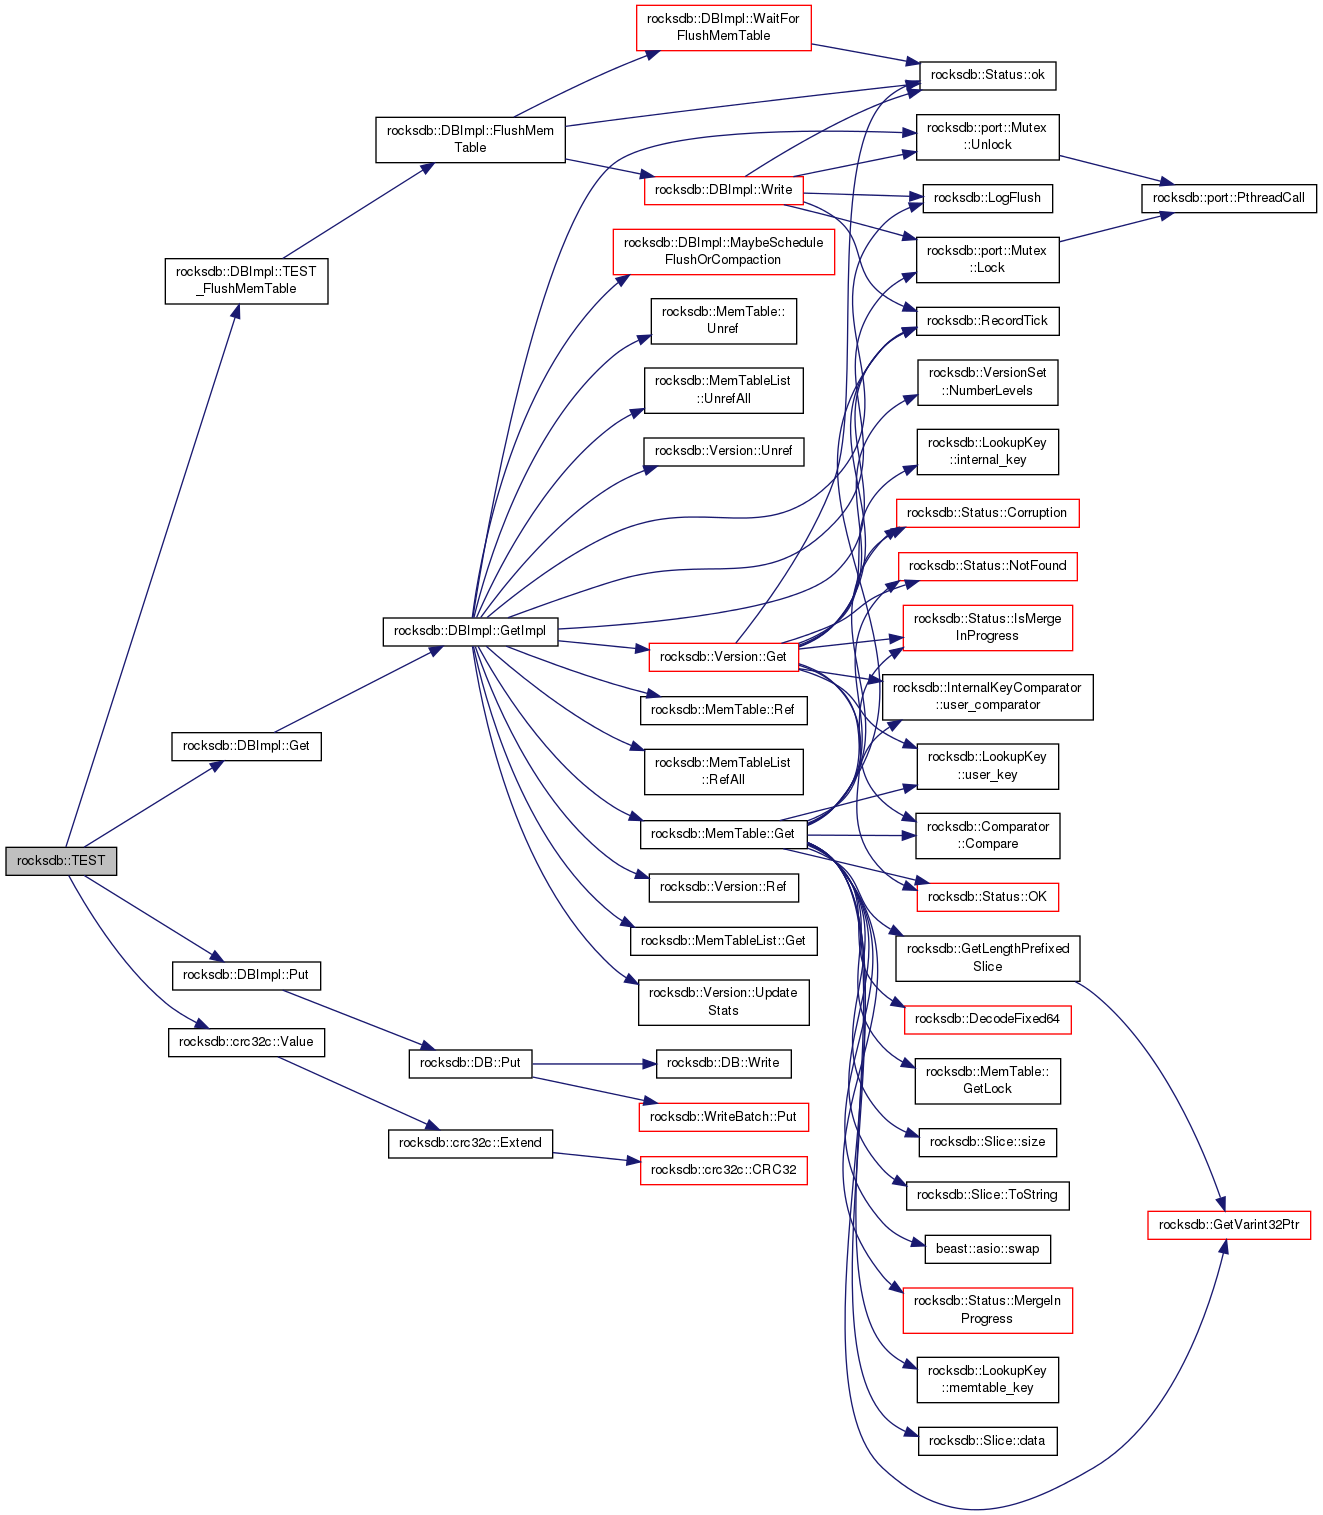 rocksdb::TEST
rocksdb::DBImpl::TEST
_FlushMemTable
rocksdb::DBImpl::Get
rocksdb::DBImpl::Put
rocksdb::crc32c::Value
rocksdb::DBImpl::FlushMem
Table
rocksdb::DBImpl::GetImpl
rocksdb::DB::Put
rocksdb::crc32c::Extend
rocksdb::DBImpl::WaitFor
FlushMemTable
rocksdb::DBImpl::Write
rocksdb::DBImpl::MaybeSchedule
FlushOrCompaction
rocksdb::MemTable::
Unref
rocksdb::MemTableList
::UnrefAll
rocksdb::Version::Unref
rocksdb::Version::Get
rocksdb::MemTable::Ref
rocksdb::MemTableList
::RefAll
rocksdb::MemTable::Get
rocksdb::Version::Ref
rocksdb::MemTableList::Get
rocksdb::Version::Update
Stats
rocksdb::DB::Write
rocksdb::WriteBatch::Put
rocksdb::crc32c::CRC32
rocksdb::Status::ok
rocksdb::port::Mutex
::Unlock
rocksdb::LogFlush
rocksdb::port::Mutex
::Lock
rocksdb::RecordTick
rocksdb::VersionSet
::NumberLevels
rocksdb::LookupKey
::internal_key
rocksdb::Status::Corruption
rocksdb::Status::NotFound
rocksdb::Status::IsMerge
InProgress
rocksdb::InternalKeyComparator
::user_comparator
rocksdb::LookupKey
::user_key
rocksdb::Comparator
::Compare
rocksdb::Status::OK
rocksdb::GetLengthPrefixed
Slice
rocksdb::DecodeFixed64
rocksdb::MemTable::
GetLock
rocksdb::Slice::size
rocksdb::Slice::ToString
beast::asio::swap
rocksdb::Status::MergeIn
Progress
rocksdb::LookupKey
::memtable_key
rocksdb::Slice::data
rocksdb::port::PthreadCall
rocksdb::GetVarint32Ptr